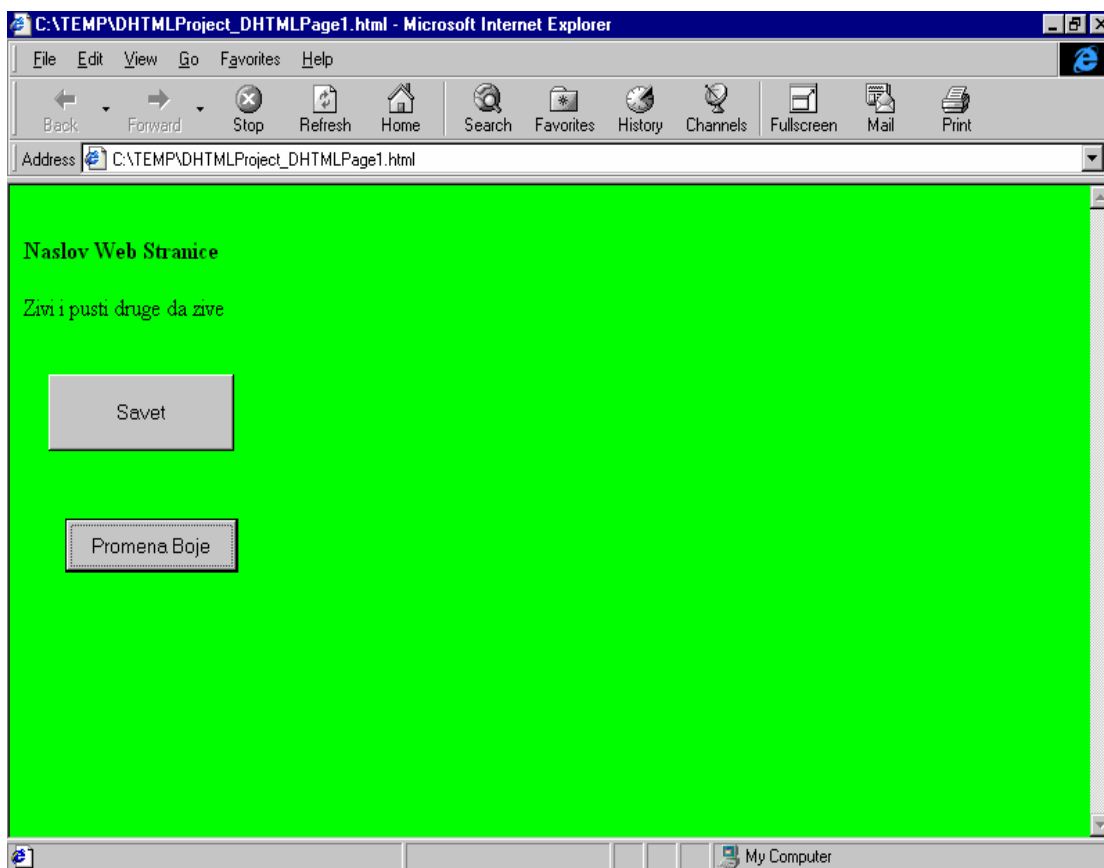 C:\TEMP\DHTMLProject_DHTMLPage1.html - Microsoft Internet Explorer
File Edit View Go Favorites Help
Back Forward Stop Refresh Home Search Favorites History Channels Fullscreen Mail Print
Address C:\TEMP\DHTMLProject_DHTMLPage1.html
Naslov Web Stranice
Zivi i pusti druge da zive
Savet
Promena Boje
My Computer